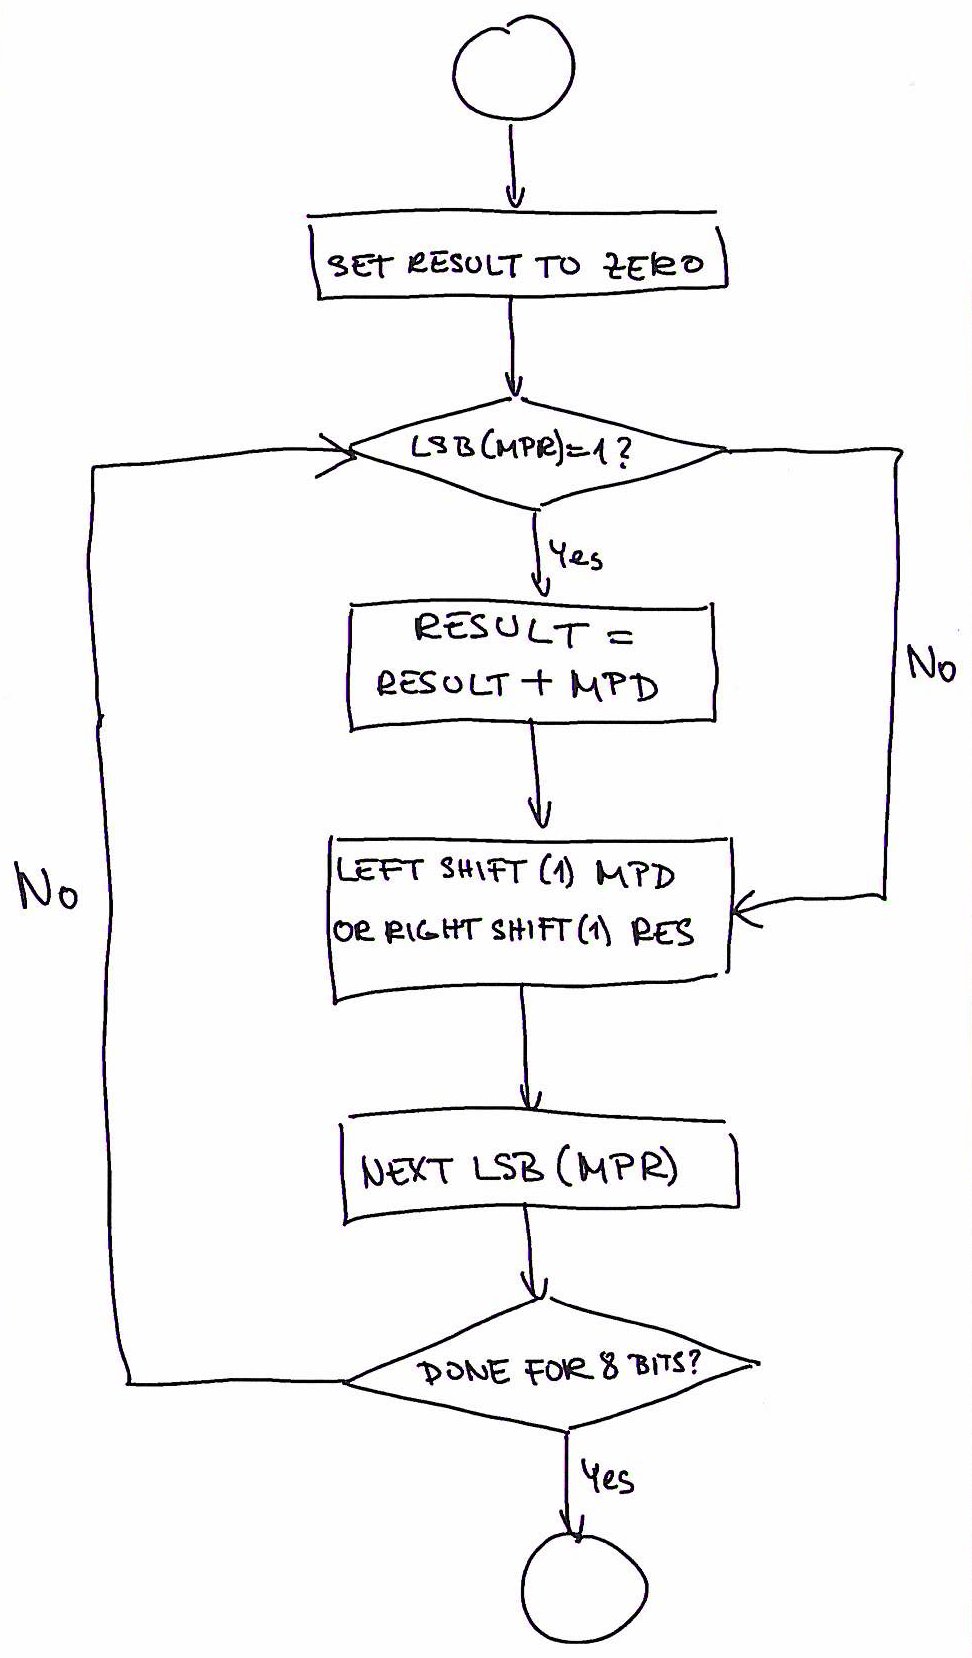 SET RESULT TO ZERO
LSB(MPR)=1?
Yes
RESULT =
RESULT + MPD
No
LEFT SHIFT (1) MPD
OR RIGHT SHIFT (1) RES
No
NEXT LSB (MPR)
DONE FOR 8 BITS?
Yes